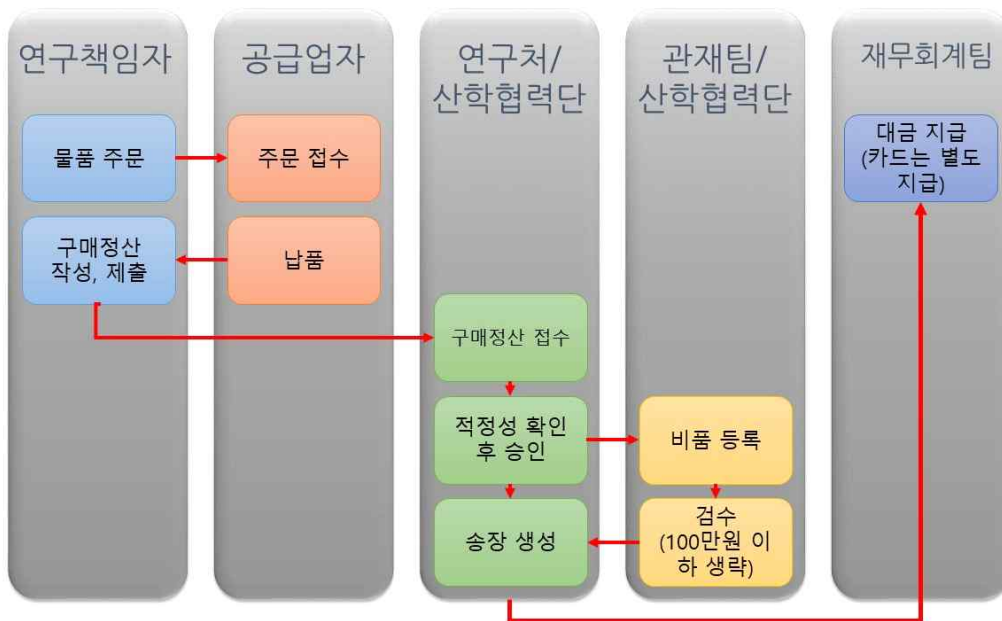 연구책임자
공급업자
연구처/
산학협력단
관재팀/
산학협력단
재무회계팀
물품 주문
주문 접수
대금 지급
(카드는 별도
지급)
구매정산
작성, 제출
납품
구매정산 접수
적정성 확인
후 승인
비품 등록
송장 생성
검수
(100만원 이
하 생략)